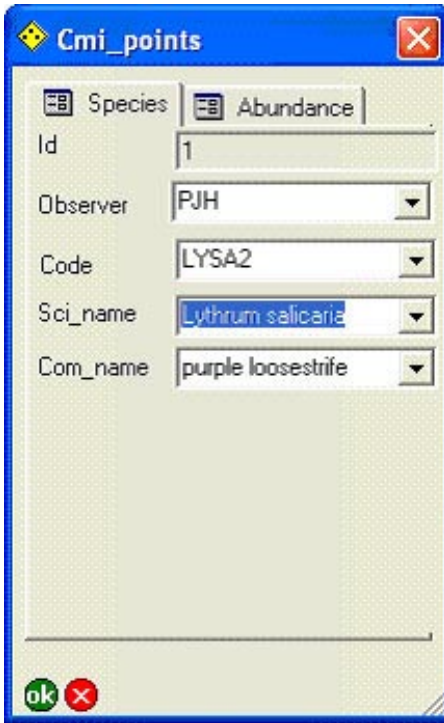 Cmi_points
Species Abundance
Id 1
Observer PJH
Code LYSA2
Sci_name Lythrum salicaria
Com_name purple loosestrife
ok